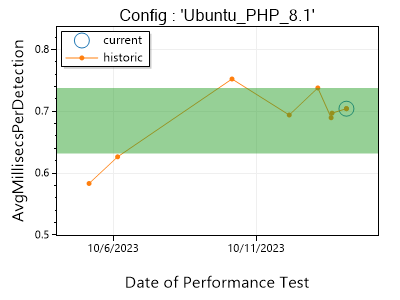 Config : 'Ubuntu_PHP_8.1'
current
historic
AvgMillisecsPerDetection
0.8
0.7
0.6
0.5
10/6/2023
10/11/2023
Date of Performance Test